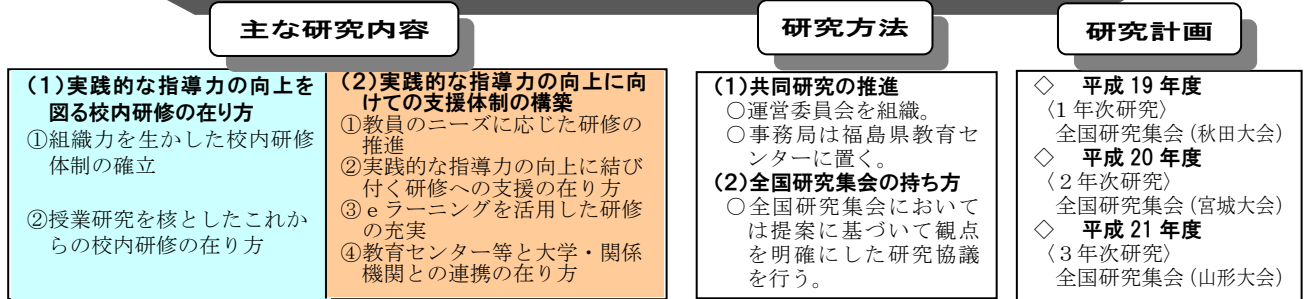 主な研究内容
(1)実践的な指導力の向上を
図る校内研修の在り方
①組織力を生かした校内研修
体制の確立
②授業研究を核としたこれか
らの校内研修の在り方
(2)実践的な指導力の向上に向
けての支援体制の構築
①教員のニーズに応じた研修の
推進
②実践的な指導力の向上に結び
付く研修への支援の在り方
③eラーニングを活用した研修
の充実
④教育センター等と大学・関係
機関との連携の在り方
研究方法
(1)共同研究の推進
○運営委員会を組織。
○事務局は福島県教育セ
ンターに置く。
(2)全国研究集会の持ち方
○全国研究集会において
は提案に基づいて観点
を明確にした研究協議
を行う。
研究計画
◇ 平成19年度
〈1年次研究〉
全国研究集会(秋田大会)
◇ 平成20年度
〈2年次研究〉
全国研究集会(宮城大会)
◇ 平成21年度
〈3年次研究〉
全国研究集会(山形大会)